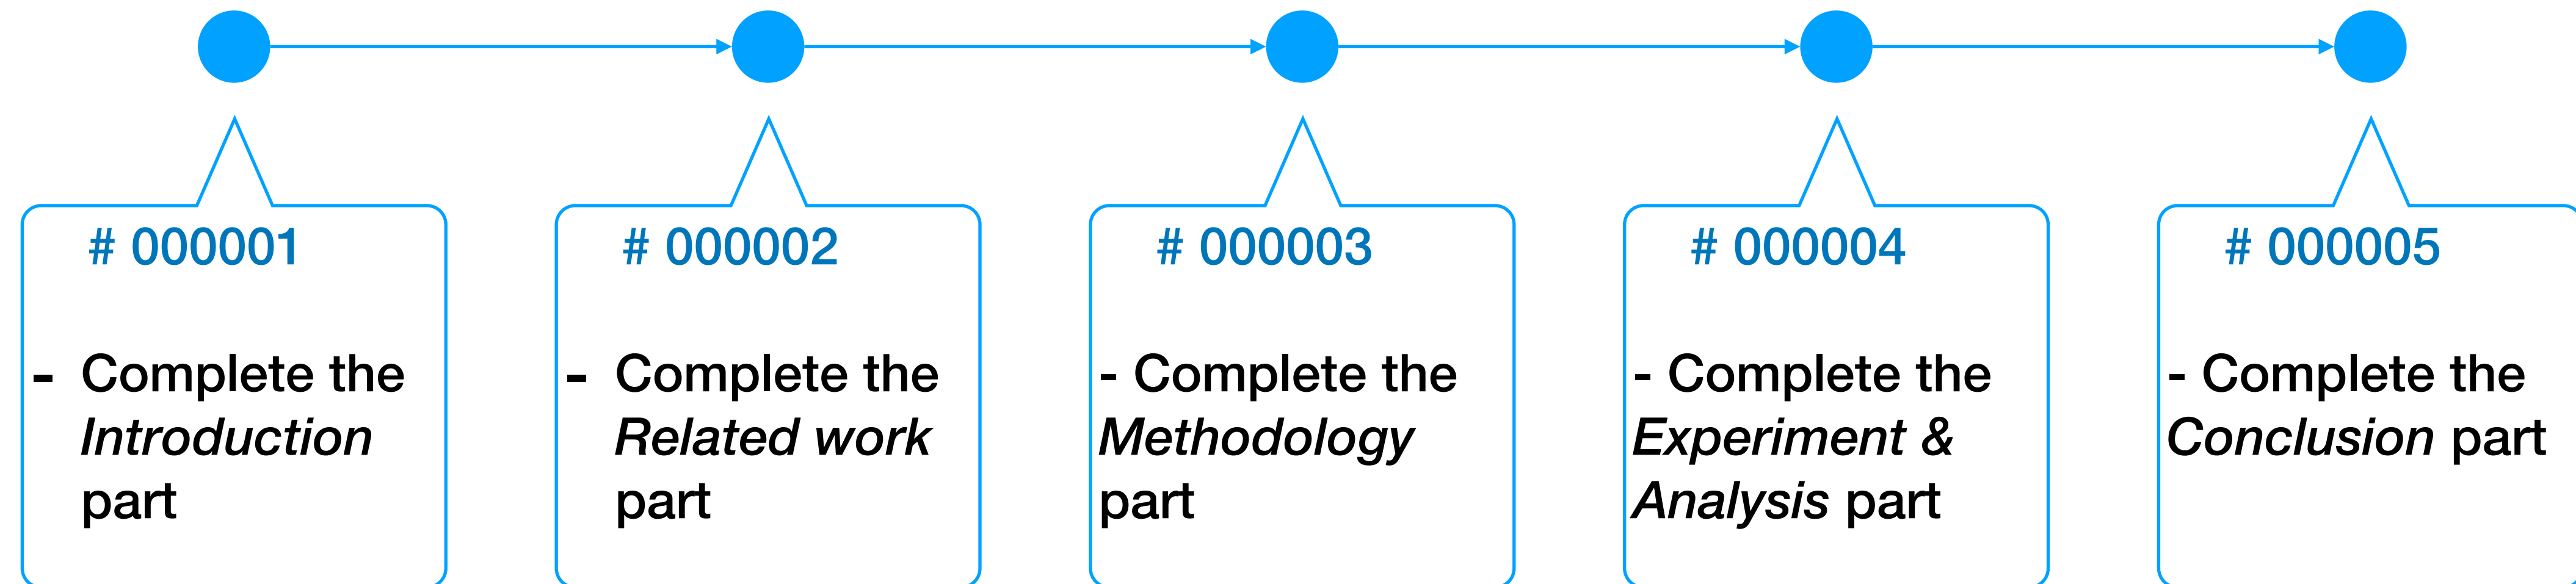 # 000001
- Complete the
Introduction
part
# 000002
- Complete the
Related work
part
# 000003
- Complete the
Methodology
part
# 000004
- Complete the
Experiment &
Analysis part
# 000005
- Complete the
Conclusion part